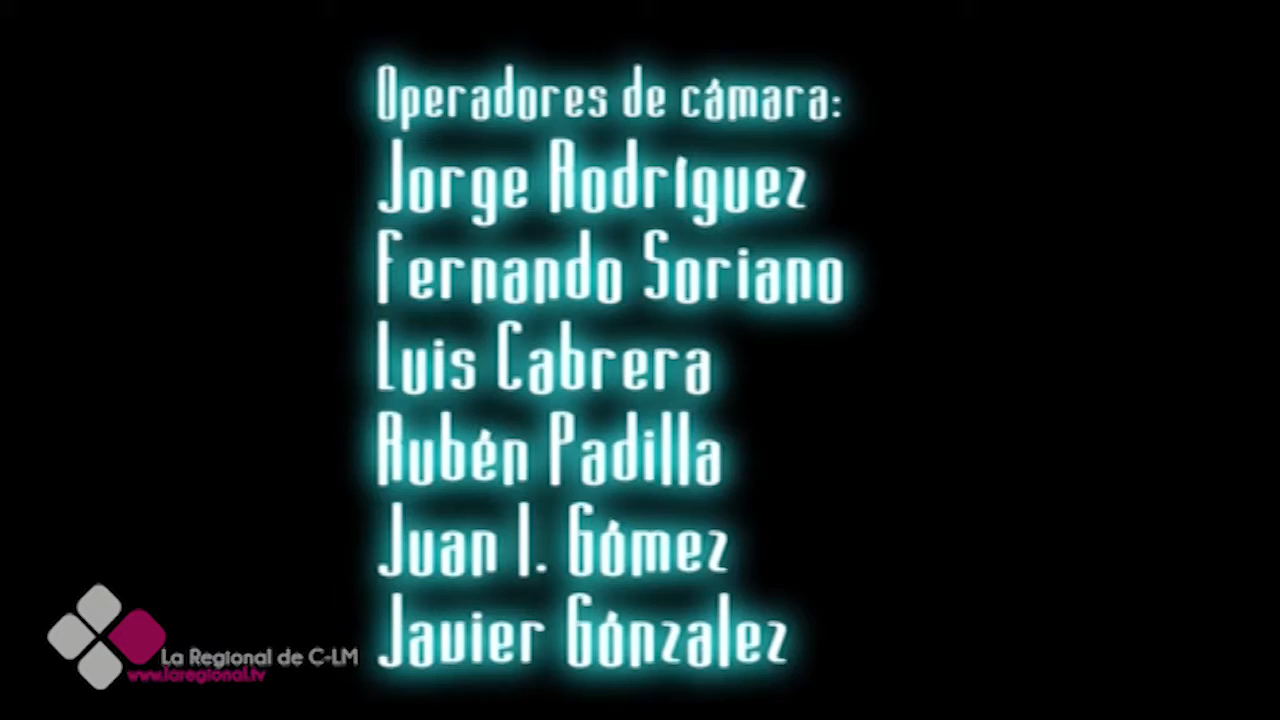 Operadores de cámara:
Jorge Rodríguez
Fernando Soriano
Luis Cabrera
Rubén Padilla
Juan I. Gómez
Javier Gónzalez
La Regional de C-LM
www.laregional.tv